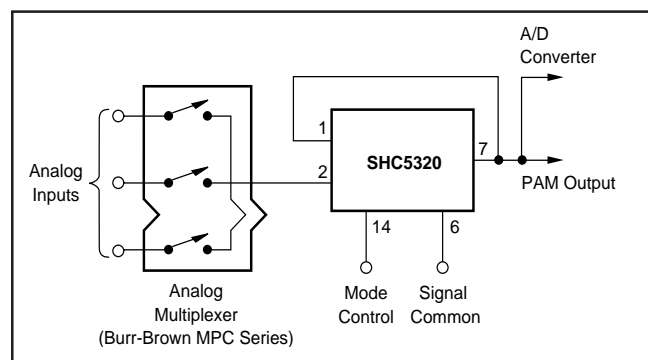 A/D
Converter
1
7
SHC5320
2
Analog
Inputs
PAM Output
14
6
Analog
Multiplexer
(Burr-Brown MPC Series)
Mode
Control
Signal
Common